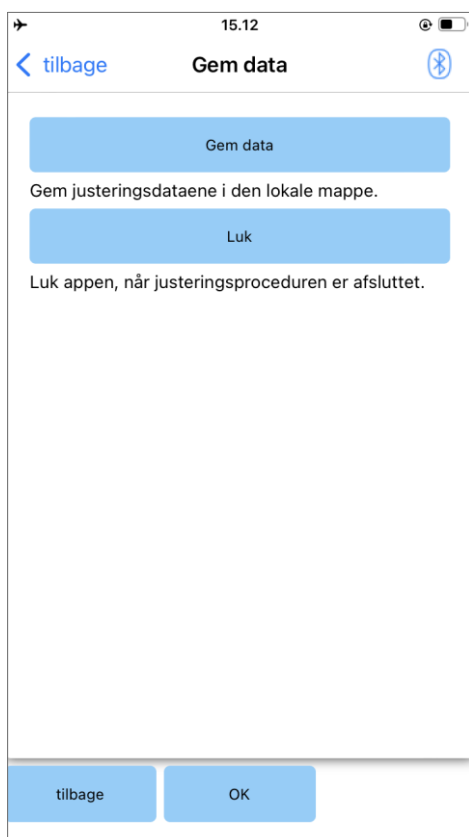 15.12
tilbage Gem data
Gem data
Gem justeringsdataene i den lokale mappe.
Luk
Luk appen, når justeringsproceduren er afsluttet.
tilbage OK